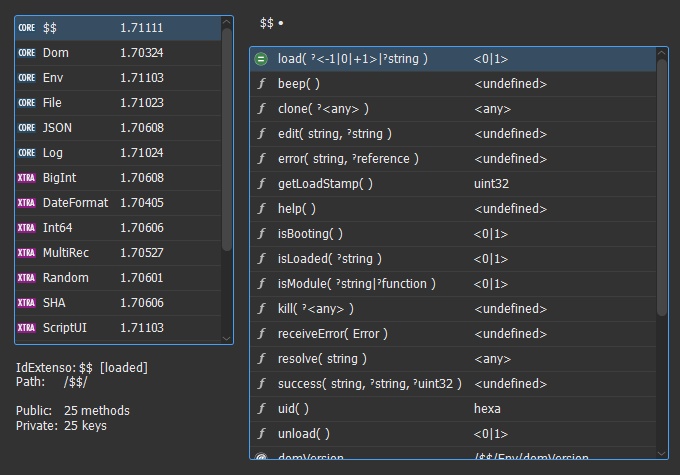 CORE $$ 1.71111
CORE Dom 1.70324
CORE Env 1.71103
CORE File 1.71023
CORE JSON 1.70608
CORE Log 1.71024
XTRA BigInt 1.70608
XTRA DateFormat 1.70405
XTRA Int64 1.70606
XTRA MultiRec 1.70527
XTRA Random 1.70601
XTRA SHA 1.70606
XTRA ScriptUI 1.71103
IdExtenso: $$ [loaded]
Path: /$$/
Public: 25 methods
Private: 25 keys
$$ •
= load( ?<-1|0|+1>|?string ) <0|1>
ƒ beep( ) <undefined>
ƒ clone( ?<any> ) <any>
ƒ edit( string, ?string ) <undefined>
ƒ error( string, ?reference ) <undefined>
ƒ getLoadStamp( ) uint32
ƒ help( ) <undefined>
ƒ isBooting( ) <0|1>
ƒ isLoaded( ?string ) <0|1>
ƒ isModule( ?string|?function ) <0|1>
ƒ kill( ?<any> ) <undefined>
ƒ receiveError( Error ) <undefined>
ƒ resolve( string ) <any>
ƒ success( string, ?string, ?uint32 ) <undefined>
ƒ uid( ) hexa
ƒ unload( ) <0|1>
@ domVersion /$$/Env/domVersion